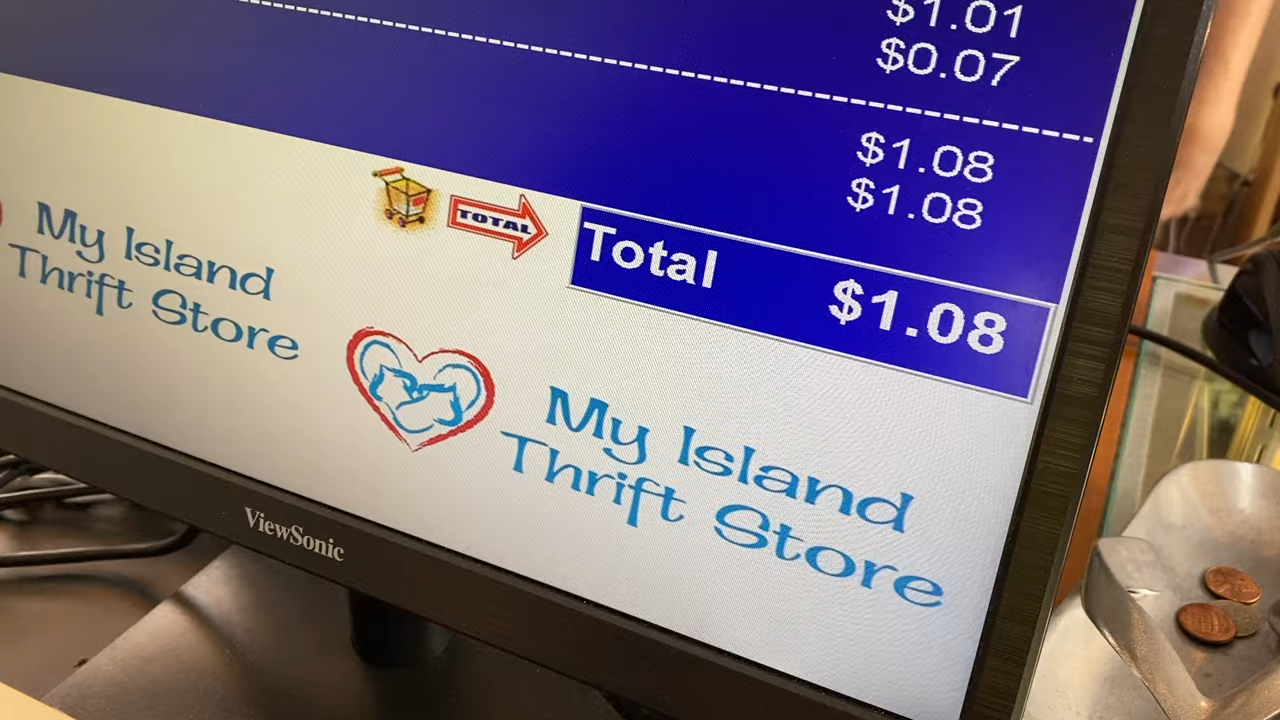 $1.01
$0.07
$1.08
$1.08
TOTAL
Total $1.08
My Island
Thrift Store
My Island
Thrift Store
ViewSonic